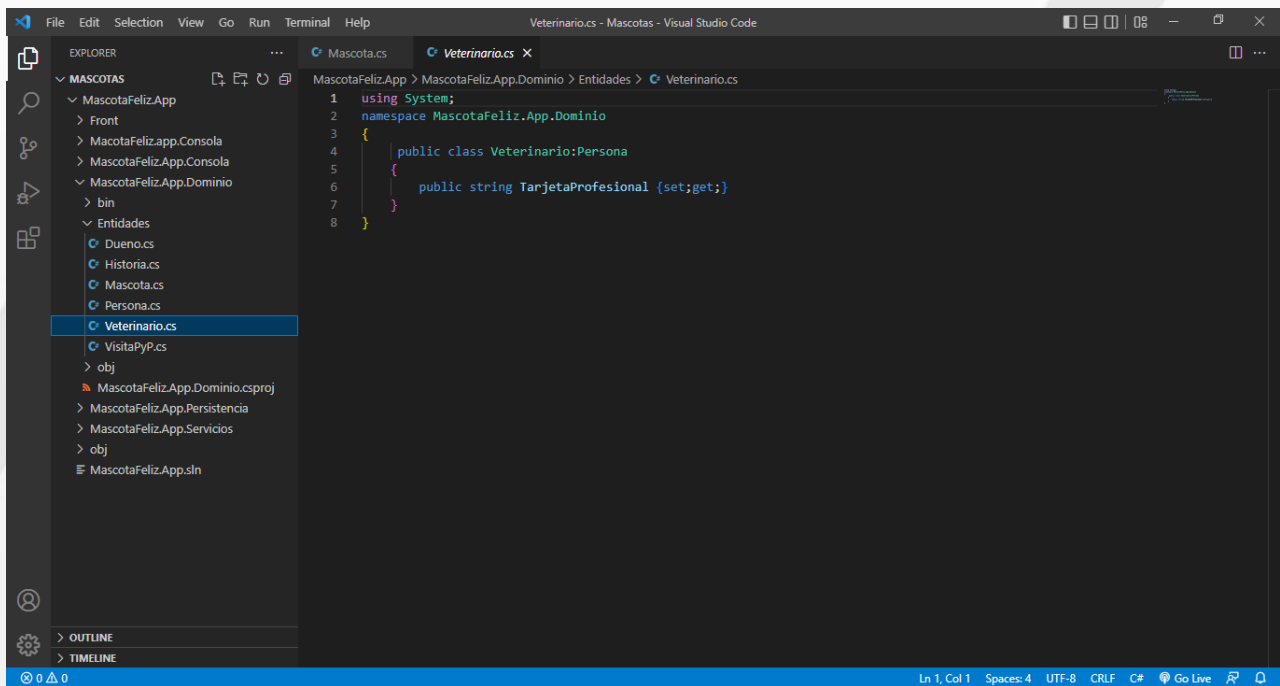 File Edit Selection View Go Run Terminal Help Veterinario.cs - Mascotas - Visual Studio Code
EXPLORER
MASCOTAS
MascotaFeliz.App
Front
MacotaFeliz.app.Consola
MascotaFeliz.App.Consola
MascotaFeliz.App.Dominio
bin
Entidades
C# Dueno.cs
C# Historia.cs
C# Mascota.cs
C# Persona.cs
C# Veterinario.cs
C# VisitaPyP.cs
obj
MascotaFeliz.App.Dominio.csproj
MascotaFeliz.App.Persistencia
MascotaFeliz.App.Servicios
obj
MascotaFeliz.App.sln
OUTLINE
TIMELINE
C# Mascota.cs C# Veterinario.cs
MascotaFeliz.App > MascotaFeliz.App.Dominio > Entidades > C# Veterinario.cs
1 using System;
2 namespace MascotaFeliz.App.Dominio
3 {
4 public class Veterinario:Persona
5 {
6 public string TarjetaProfesional {set;get;}
7 }
8 }
0 0 Ln 1, Col 1 Spaces: 4 UTF-8 CRLF C# Go Live